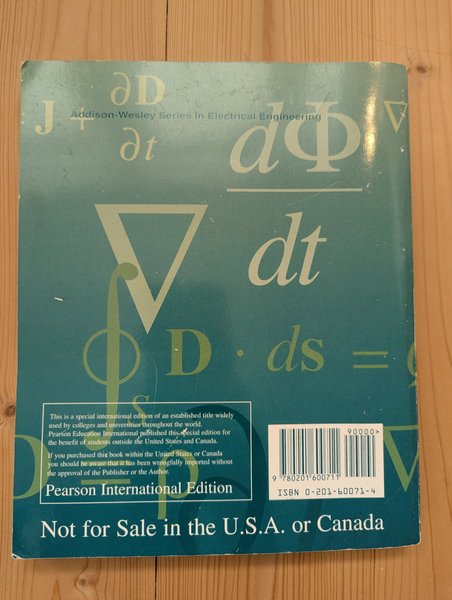 J + ∂D
∂t
Addison-Wesley Series in Electrical Engineering
dΦ
dt
∇
∇
∮ D · ds =
s
D =
ρ
∇
This is a special international edition of an established title widely
used by colleges and universities throughout the world.
Pearson Education International published this special edition for
the benefit of students outside the United States and Canada.
If you purchased this book within the United States or Canada
you should be aware that it has been wrongfully imported without
the approval of the Publisher or the Author.
Pearson International Edition
90000>
9 780201 600711
ISBN 0-201-60071-4
Not for Sale in the U.S.A. or Canada